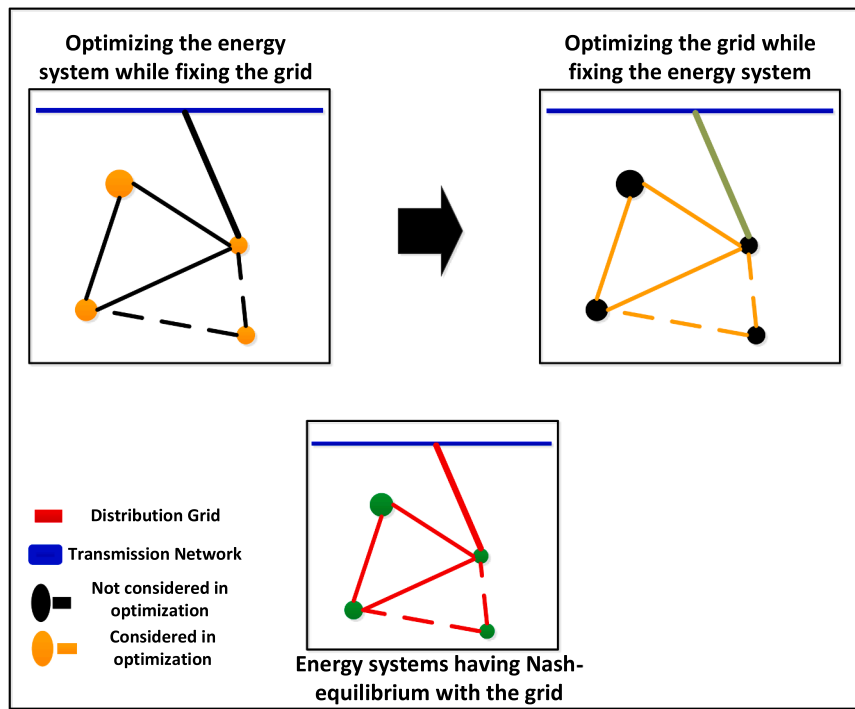 Optimizing the energy
system while fixing the grid
Optimizing the grid while
fixing the energy system
Distribution Grid
Transmission Network
Not considered in
optimization
Considered in
optimization
Energy systems having Nash-
equilibrium with the grid